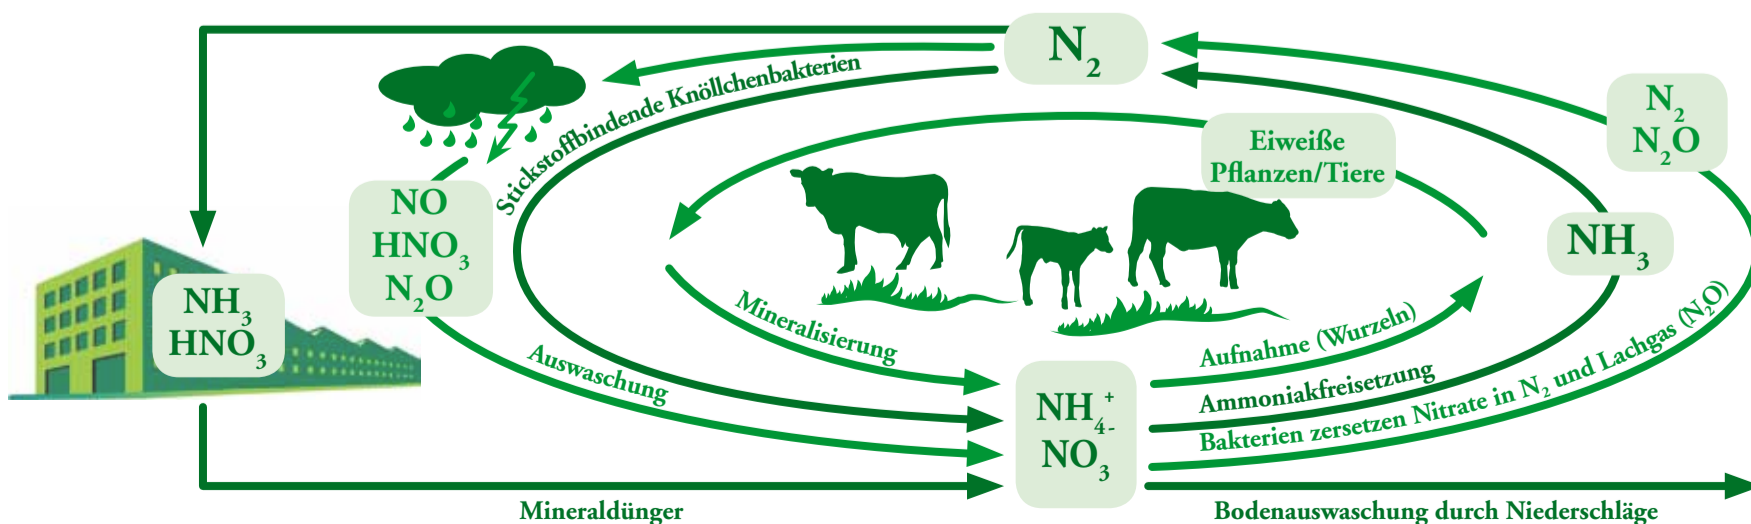 N₂
Stickstoffbindende Knöllchenbakterien
N₂
N₂O
Eiweiße
Pflanzen/Tiere
NO
HNO₃
N₂O
NH₃
NH₃
HNO₃
Mineralisierung
Aufnahme (Wurzeln)
Auswaschung
Ammoniakfreisetzung
Bakterien zersetzen Nitrate in N₂ und Lachgas (N₂O)
NH₄⁺
-
NO₃
Mineraldünger
Bodenauswaschung durch Niederschläge